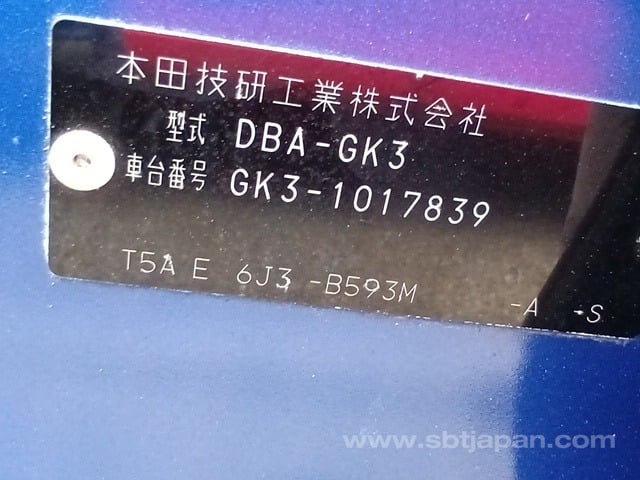 本田技研工業株式会社
型式 DBA-GK3
車台番号 GK3-1017839
T5A E 6J3 -B593M -A -S
www.sbtjapan.com